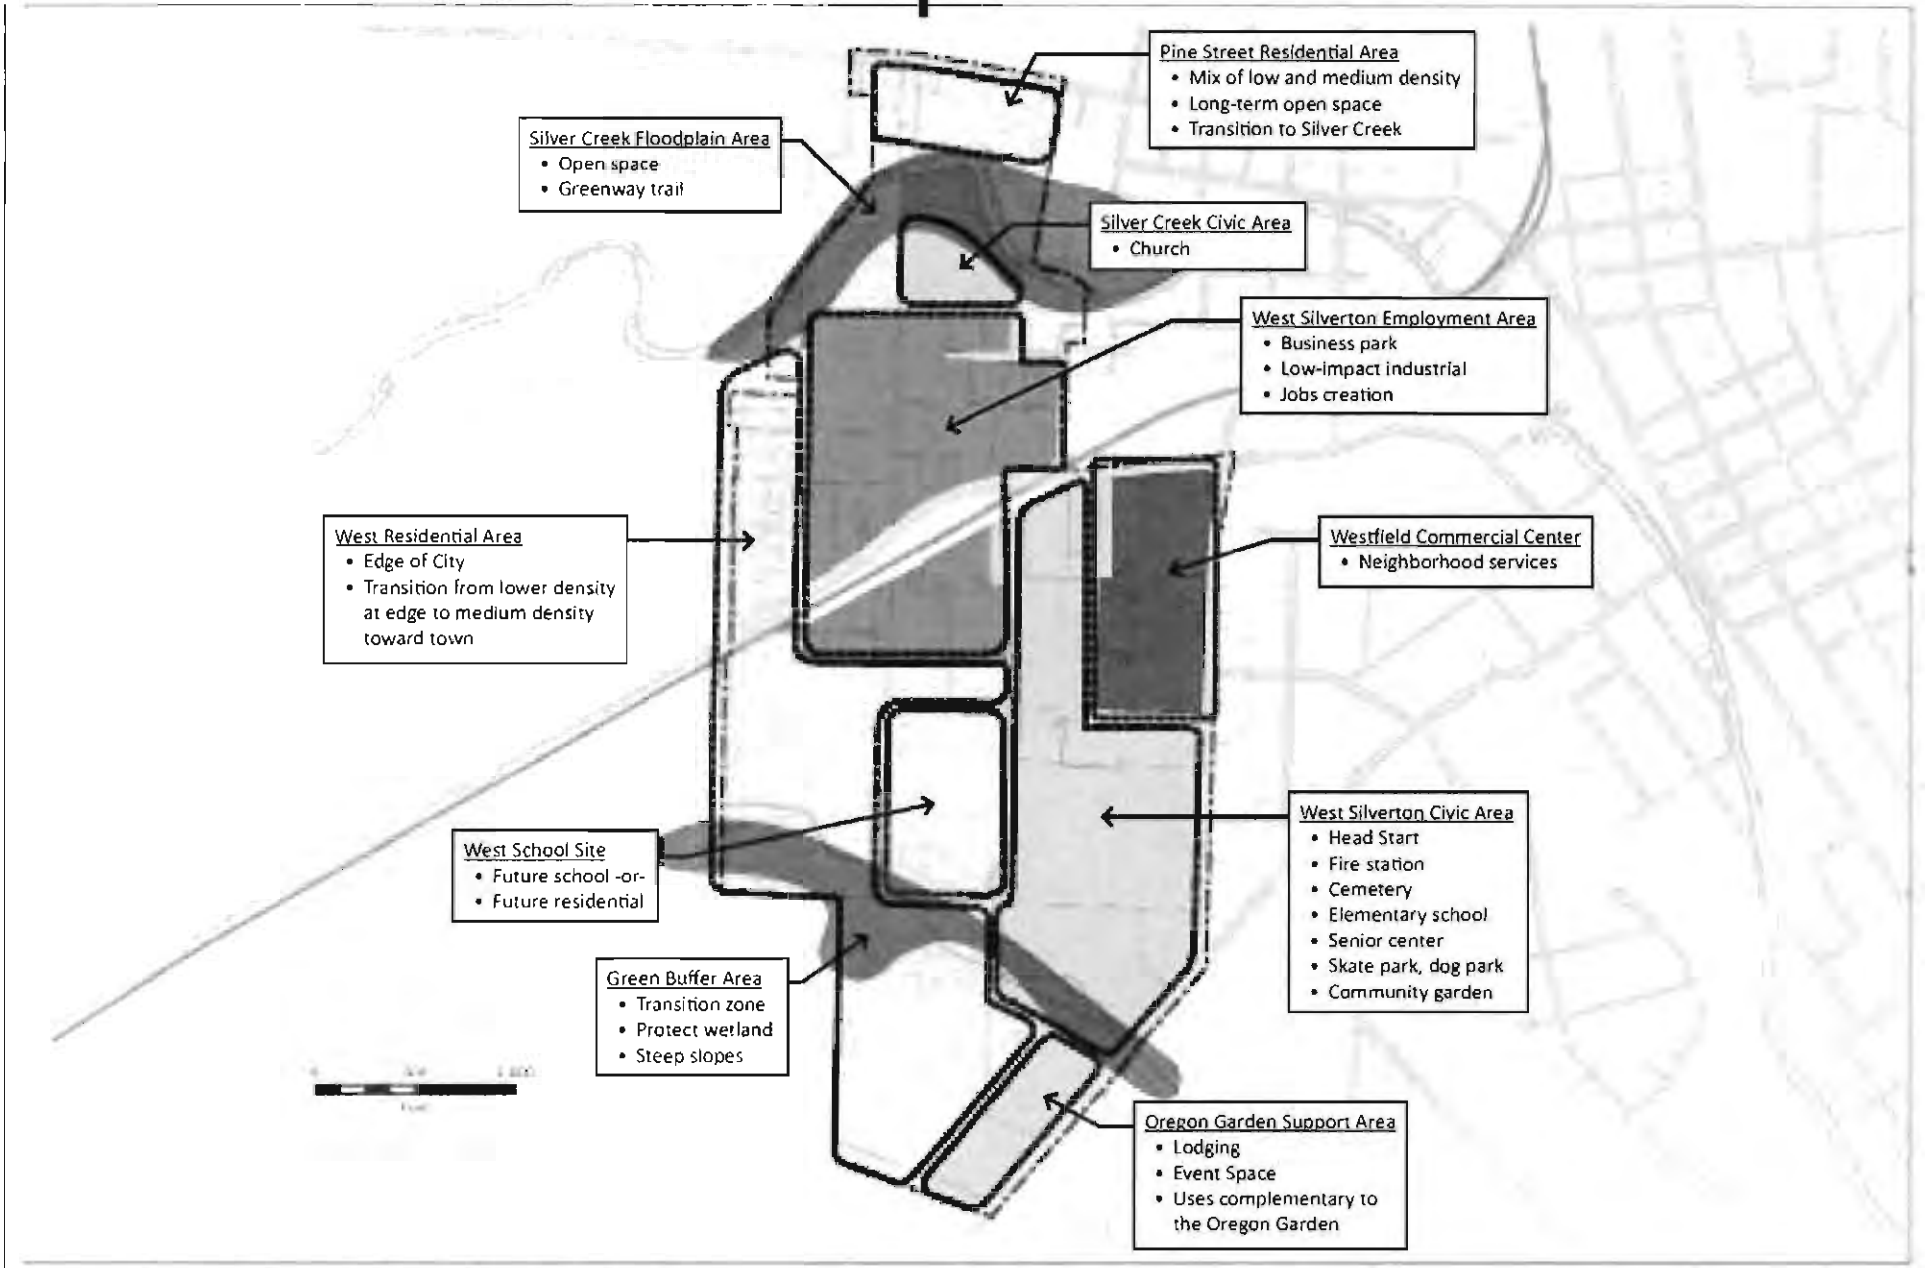 Pine Street Residential Area
• Mix of low and medium density
• Long-term open space
• Transition to Silver Creek
Silver Creek Floodplain Area
• Open space
• Greenway trail
Silver Creek Civic Area
• Church
West Silverton Employment Area
• Business park
• Low-impact industrial
• Jobs creation
West Residential Area
• Edge of City
• Transition from lower density
at edge to medium density
toward town
Westfield Commercial Center
• Neighborhood services
West Silverton Civic Area
• Head Start
• Fire station
• Cemetery
• Elementary school
• Senior center
• Skate park, dog park
• Community garden
West School Site
• Future school -or-
• Future residential
Green Buffer Area
• Transition zone
• Protect wetland
• Steep slopes
Oregon Garden Support Area
• Lodging
• Event Space
• Uses complementary to
the Oregon Garden